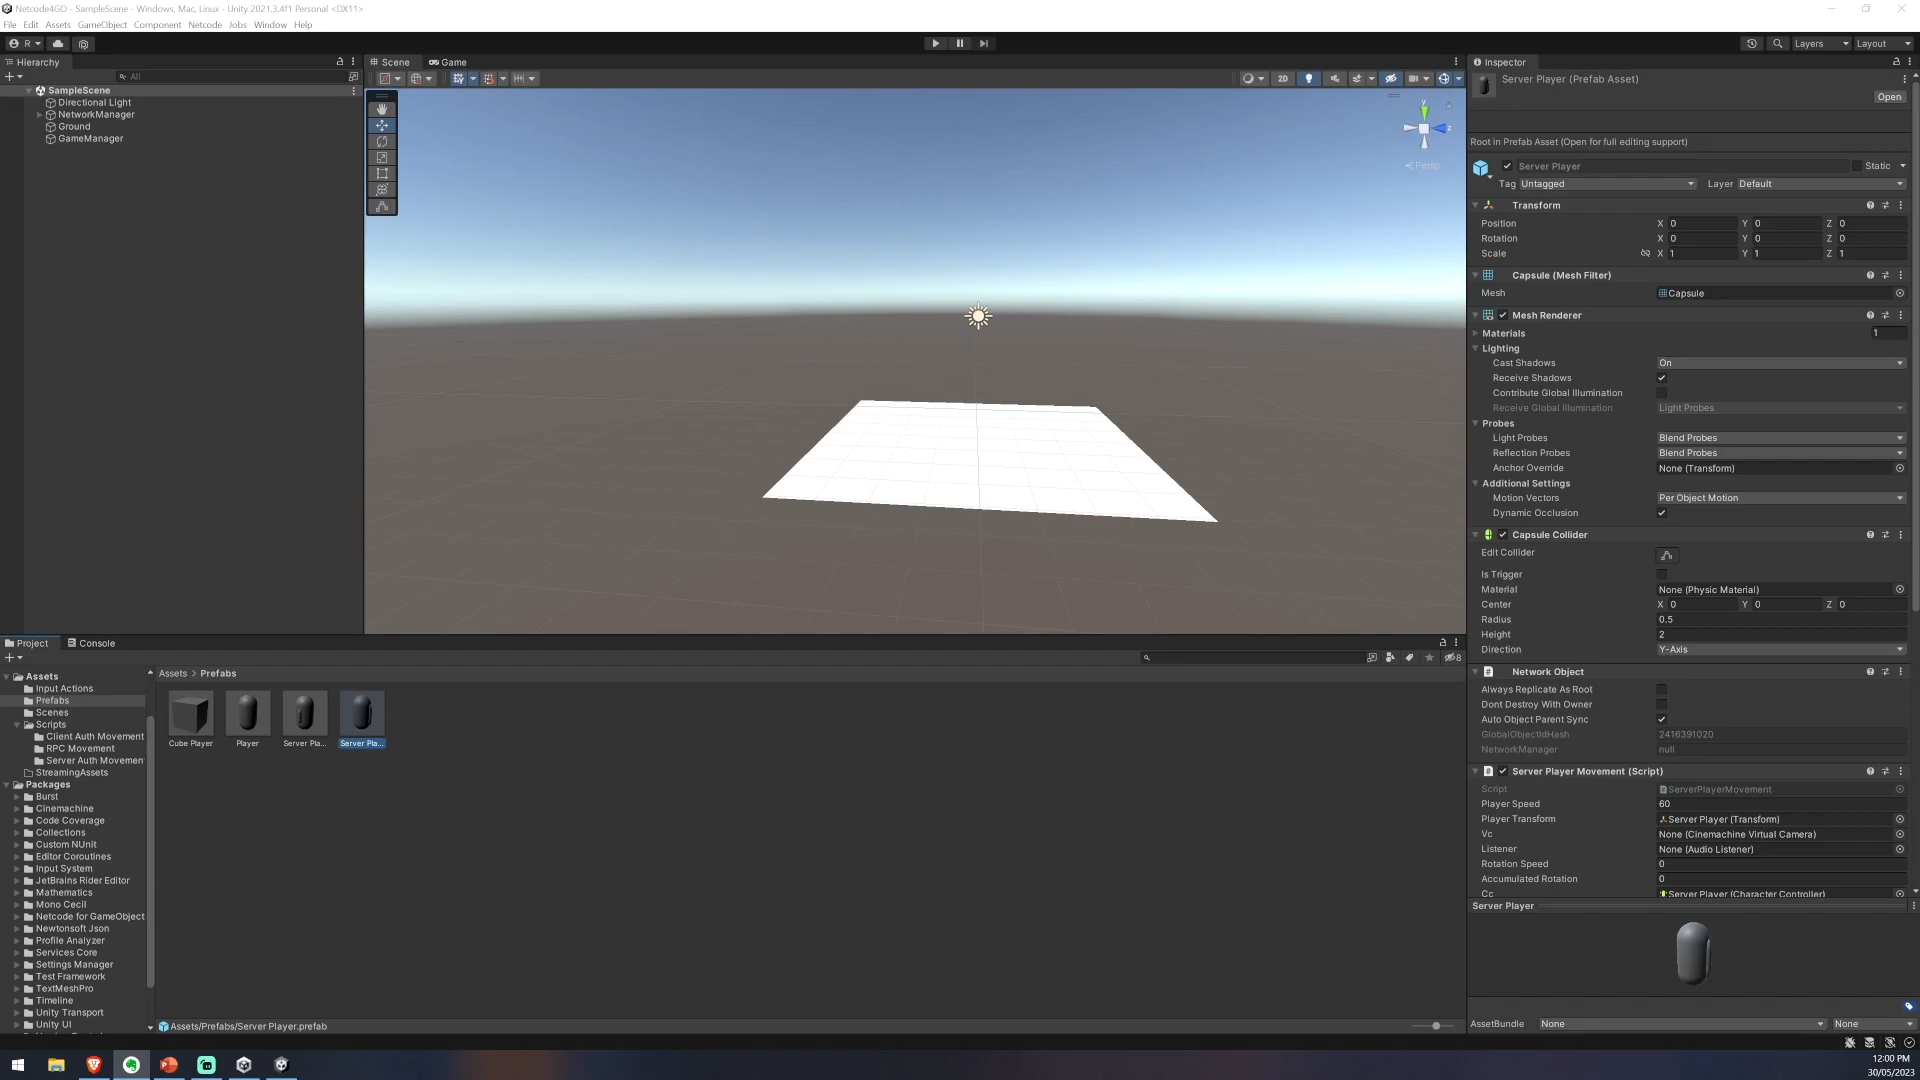 Netcode4GO - SampleScene - Windows, Mac, Linux - Unity 2021.3.4f1 Personal <DX11>
File Edit Assets GameObject Component Netcode Jobs Window Help
R
Layers Layout
Hierarchy
All
SampleScene
Directional Light
NetworkManager
Ground
GameManager
Scene Game
2D
y
z
Persp
Inspector
Server Player (Prefab Asset)
Open
Root in Prefab Asset (Open for full editing support)
Server Player Static
Tag Untagged Layer Default
Transform
Position X 0 Y 0 Z 0
Rotation X 0 Y 0 Z 0
Scale X 1 Y 1 Z 1
Capsule (Mesh Filter)
Mesh Capsule
Mesh Renderer
Materials 1
Lighting
Cast Shadows On
Receive Shadows
Contribute Global Illumination
Receive Global Illumination Light Probes
Probes
Light Probes Blend Probes
Reflection Probes Blend Probes
Anchor Override None (Transform)
Additional Settings
Motion Vectors Per Object Motion
Dynamic Occlusion
Capsule Collider
Edit Collider
Is Trigger
Material None (Physic Material)
Center X 0 Y 0 Z 0
Radius 0.5
Height 2
Direction Y-Axis
Network Object
Always Replicate As Root
Dont Destroy With Owner
Auto Object Parent Sync
GlobalObjectIdHash 2416391020
NetworkManager null
Server Player Movement (Script)
Script ServerPlayerMovement
Player Speed 60
Player Transform Server Player (Transform)
Vc None (Cinemachine Virtual Camera)
Listener None (Audio Listener)
Rotation Speed 0
Accumulated Rotation 0
Cc Server Player (Character Controller)
Server Player
AssetBundle None None
Project Console
8
Assets
Input Actions
Prefabs
Scenes
Scripts
Client Auth Movement
RPC Movement
Server Auth Movemen
StreamingAssets
Packages
Burst
Cinemachine
Code Coverage
Collections
Custom NUnit
Editor Coroutines
Input System
JetBrains Rider Editor
Mathematics
Mono Cecil
Netcode for GameObject
Newtonsoft Json
Profile Analyzer
Services Core
Settings Manager
Test Framework
TextMeshPro
Timeline
Unity Transport
Unity UI
Assets > Prefabs
Cube Player Player Server Pla... Server Pla...
Assets/Prefabs/Server Player.prefab
12:00 PM
30/05/2023